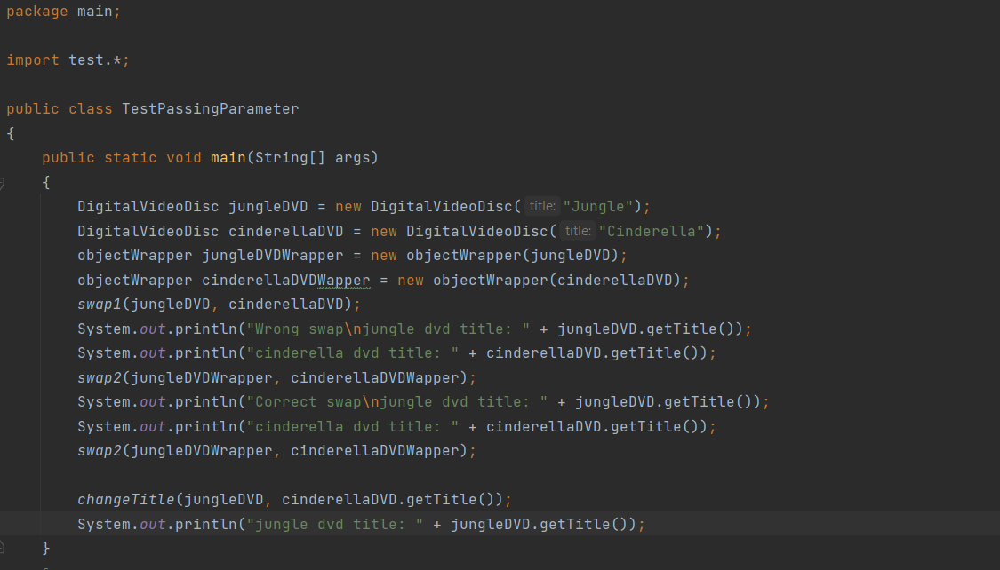 package main;
import test.*;
public class TestPassingParameter
{
public static void main(String[] args)
{
DigitalVideoDisc jungleDVD = new DigitalVideoDisc( title: "Jungle");
DigitalVideoDisc cinderellaDVD = new DigitalVideoDisc( title: "Cinderella");
objectWrapper jungleDVDWrapper = new objectWrapper(jungleDVD);
objectWrapper cinderellaDVDWapper = new objectWrapper(cinderellaDVD);
swap1(jungleDVD, cinderellaDVD);
System.out.println("Wrong swap\njungle dvd title: " + jungleDVD.getTitle());
System.out.println("cinderella dvd title: " + cinderellaDVD.getTitle());
swap2(jungleDVDWrapper, cinderellaDVDWapper);
System.out.println("Correct swap\njungle dvd title: " + jungleDVD.getTitle());
System.out.println("cinderella dvd title: " + cinderellaDVD.getTitle());
swap2(jungleDVDWrapper, cinderellaDVDWapper);
changeTitle(jungleDVD, cinderellaDVD.getTitle());
System.out.println("jungle dvd title: " + jungleDVD.getTitle());
}